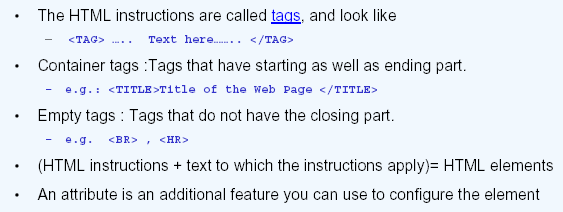 • The HTML instructions are called tags, and look like
– <TAG> ….. Text here……. </TAG>
• Container tags :Tags that have starting as well as ending part.
– e.g.: <TITLE>Title of the Web Page </TITLE>
• Empty tags : Tags that do not have the closing part.
– e.g. <BR> , <HR>
• (HTML instructions + text to which the instructions apply)= HTML elements
• An attribute is an additional feature you can use to configure the element